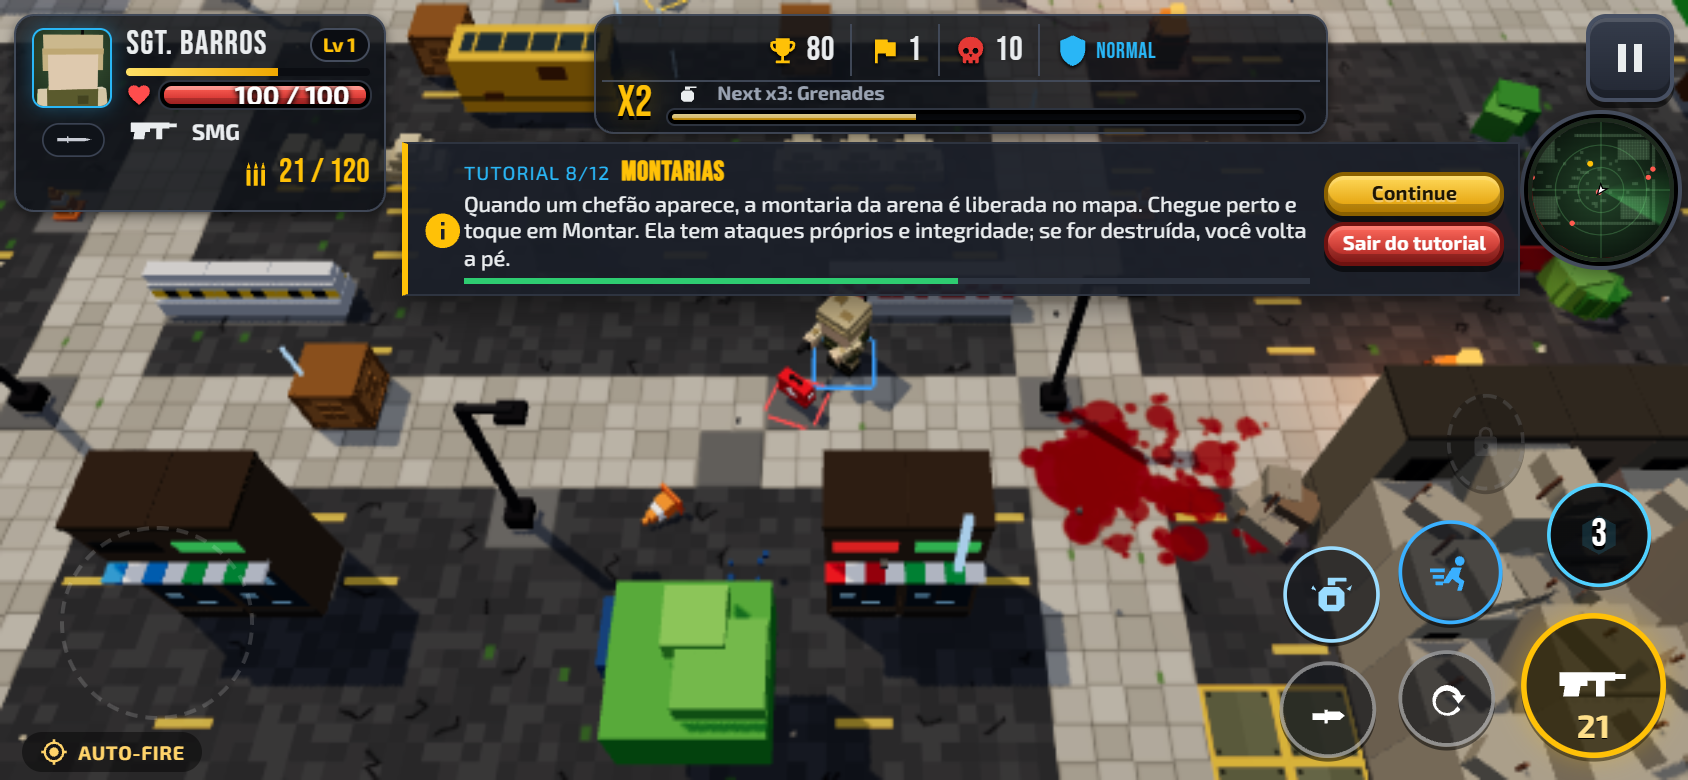 SGT. BARROS
Lv 1
100 / 100
SMG
21 / 120
80
1
10
NORMAL
X2
Next x3: Grenades
TUTORIAL 8/12 MONTARIAS
Quando um chefão aparece, a montaria da arena é liberada no mapa. Chegue perto e
toque em Montar. Ela tem ataques próprios e integridade; se for destruída, você volta
a pé.
Continue
Sair do tutorial
3
21
AUTO-FIRE